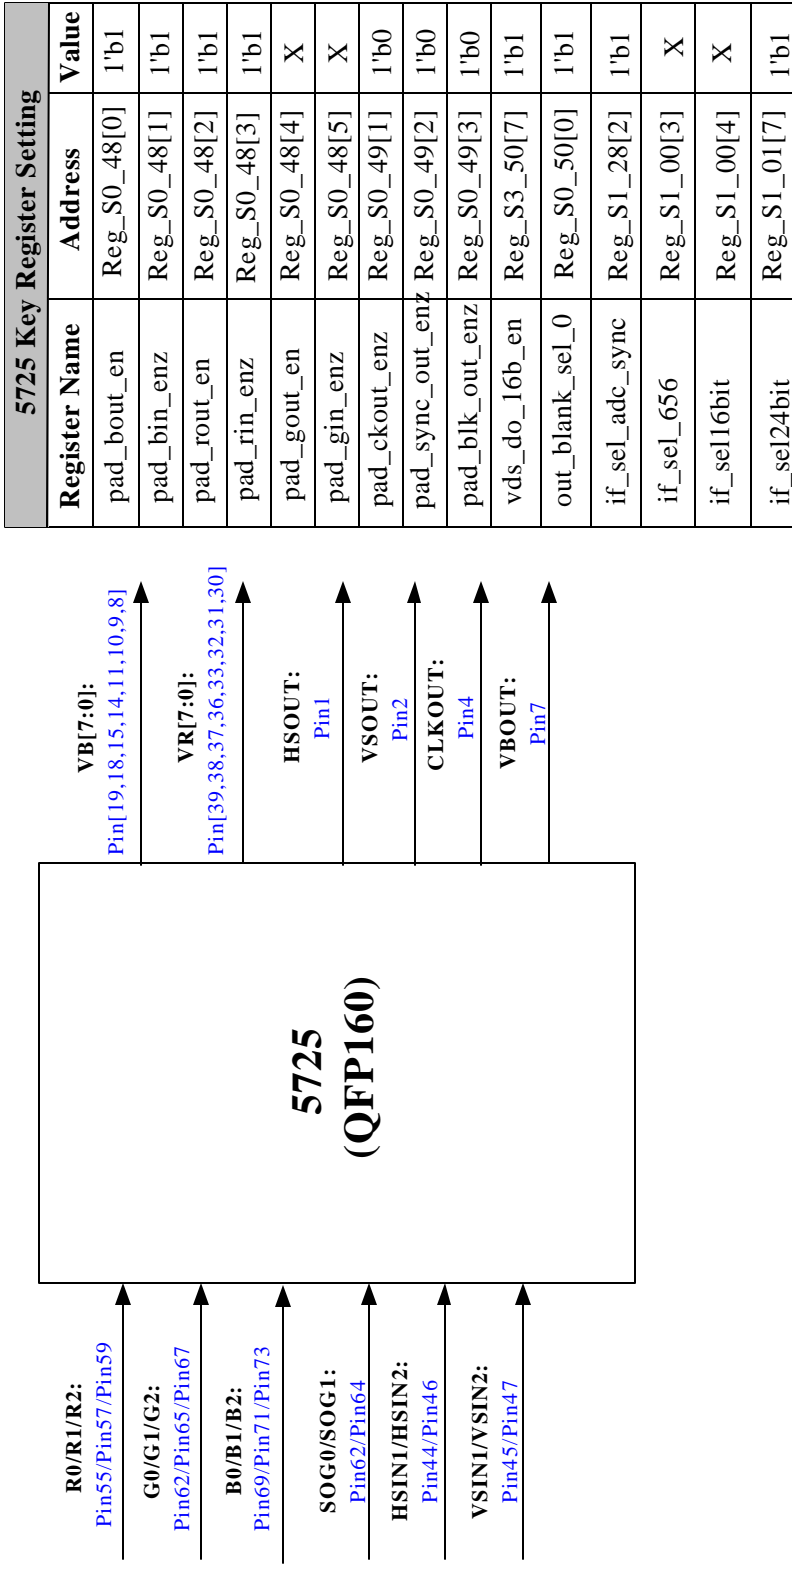 R0/R1/R2:
Pin55/Pin57/Pin59
G0/G1/G2:
Pin62/Pin65/Pin67
B0/B1/B2:
Pin69/Pin71/Pin73
SOG0/SOG1:
Pin62/Pin64
HSIN1/HSIN2:
Pin44/Pin46
VSIN1/VSIN2:
Pin45/Pin47
5725
(QFP160)
VB[7:0]:
Pin[19,18,15,14,11,10,9,8]
VR[7:0]:
Pin[39,38,37,36,33,32,31,30]
HSOUT:
Pin1
VSOUT:
Pin2
CLKOUT:
Pin4
VBOUT:
Pin7
5725 Key Register Setting
Register Name Address Value
pad_bout_en Reg_S0_48[0] 1'b1
pad_bin_enz Reg_S0_48[1] 1'b1
pad_rout_en Reg_S0_48[2] 1'b1
pad_rin_enz Reg_S0_48[3] 1'b1
pad_gout_en Reg_S0_48[4] X
pad_gin_enz Reg_S0_48[5] X
pad_ckout_enz Reg_S0_49[1] 1'b0
pad_sync_out_enz Reg_S0_49[2] 1'b0
pad_blk_out_enz Reg_S0_49[3] 1'b0
vds_do_16b_en Reg_S3_50[7] 1'b1
out_blank_sel_0 Reg_S0_50[0] 1'b1
if_sel_adc_sync Reg_S1_28[2] 1'b1
if_sel_656 Reg_S1_00[3] X
if_sel16bit Reg_S1_00[4] X
if_sel24bit Reg_S1_01[7] 1'b1